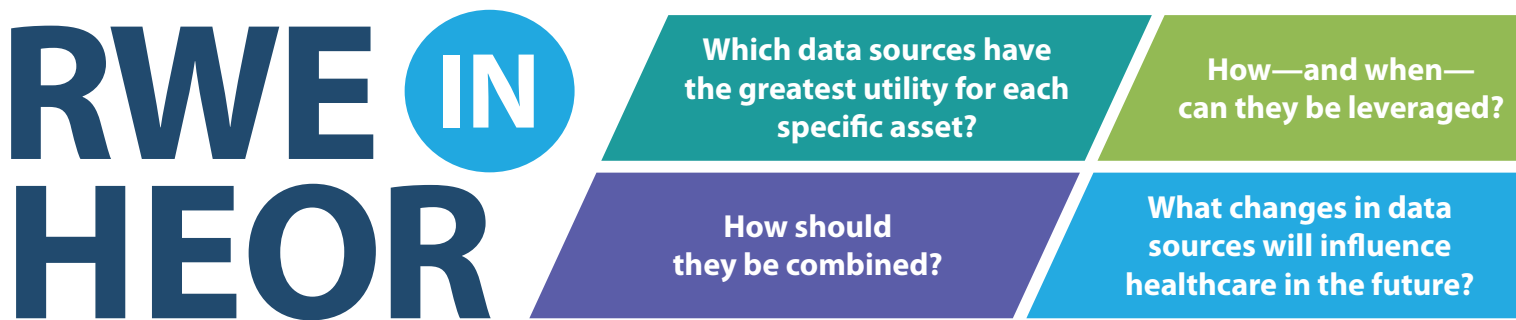 RWE IN
HEOR
Which data sources have
the greatest utility for each
specific asset?
How—and when—
can they be leveraged?
How should
they be combined?
What changes in data
sources will influence
healthcare in the future?